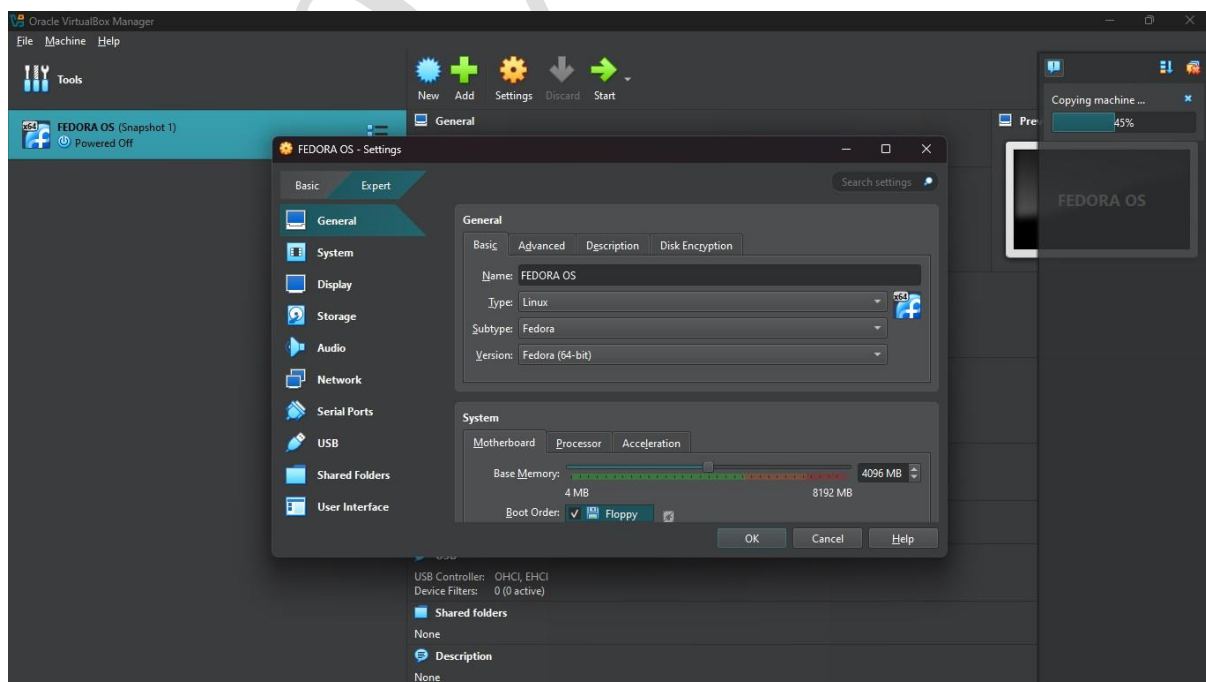 Oracle VirtualBox Manager
File Machine Help
Tools
New Add Settings Discard Start
x64 FEDORA OS (Snapshot 1)
Powered Off
General
Pre
Copying machine ...
45%
FEDORA OS
FEDORA OS - Settings
Basic Expert
Search settings
General
System
Display
Storage
Audio
Network
Serial Ports
USB
Shared Folders
User Interface
General
Basic Advanced Description Disk Encryption
Name: FEDORA OS
Type: Linux
x64
Subtype: Fedora
Version: Fedora (64-bit)
System
Motherboard Processor Acceleration
Base Memory: 4096 MB
4 MB 8192 MB
Boot Order: Floppy
OK Cancel Help
USB
USB Controller: OHCI, EHCI
Device Filters: 0 (0 active)
Shared folders
None
Description
None